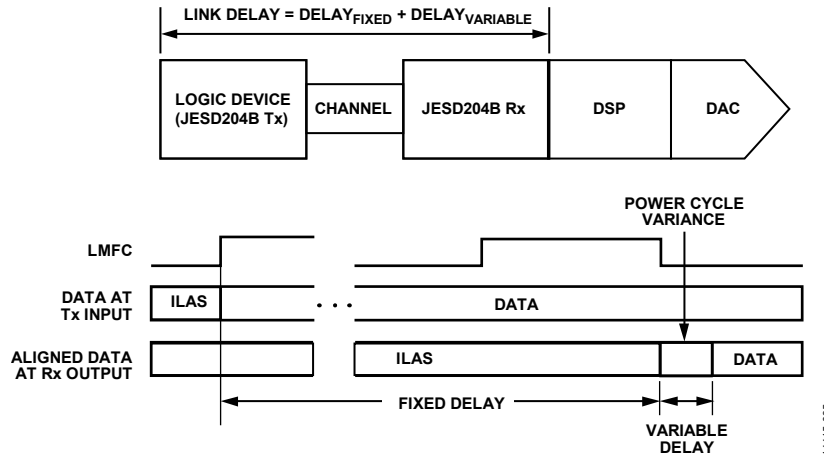 LINK DELAY = DELAYFIXED + DELAYVARIABLE
LOGIC DEVICE
(JESD204B Tx)
CHANNEL
JESD204B Rx
DSP
DAC
POWER CYCLE
VARIANCE
LMFC
DATA AT
Tx INPUT
ILAS
. . .
DATA
ALIGNED DATA
AT Rx OUTPUT
ILAS
DATA
FIXED DELAY
VARIABLE
DELAY